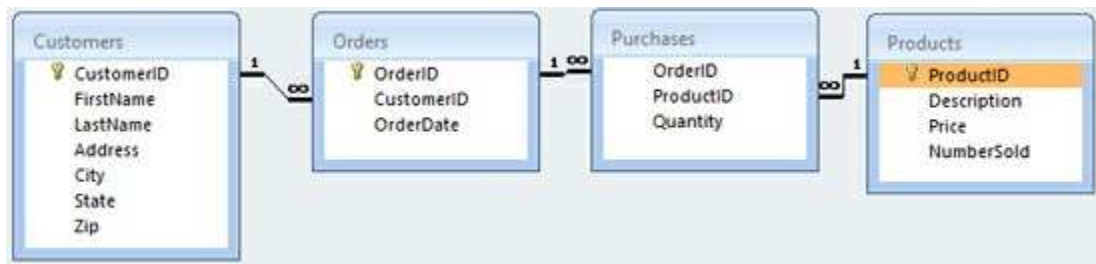 Customers
CustomerID
FirstName
LastName
Address
City
State
Zip
1
∞
Orders
OrderID
CustomerID
OrderDate
1
∞
Purchases
OrderID
ProductID
Quantity
∞
1
Products
ProductID
Description
Price
NumberSold